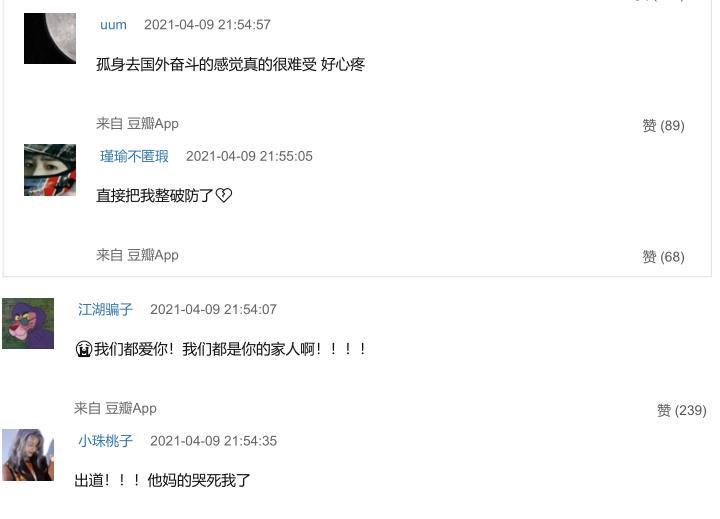 uum 2021-04-09 21:54:57
孤身去国外奋斗的感觉真的很难受 好心疼
来自 豆瓣App 赞 (89)
瑾瑜不匿瑕 2021-04-09 21:55:05
直接把我整破防了💔
来自 豆瓣App 赞 (68)
江湖骗子 2021-04-09 21:54:07
😭我们都爱你！我们都是你的家人啊！！！！
来自 豆瓣App 赞 (239)
小珠桃子 2021-04-09 21:54:35
出道！！！他妈的哭死我了